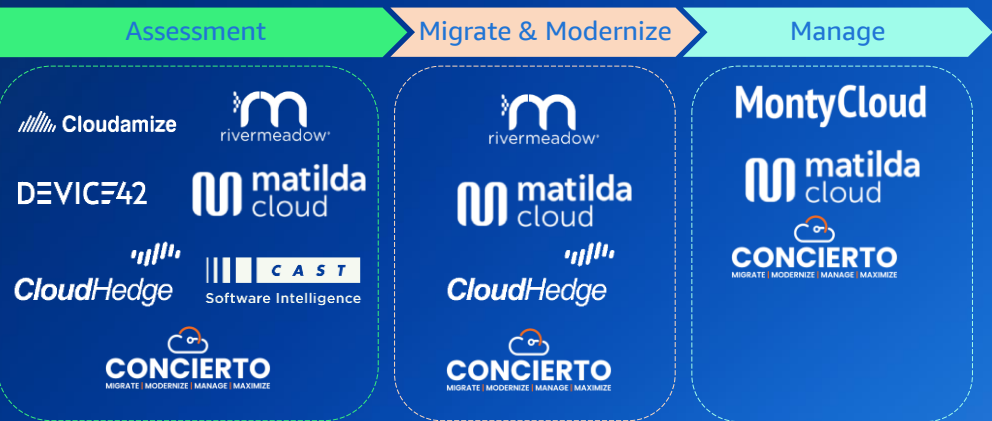 Assessment
Migrate & Modernize
Manage
Cloudamize
rivermeadow
DEVICE42
matilda
cloud
CloudHedge
CAST
Software Intelligence
CONCIERTO
MIGRATE | MODERNIZE | MANAGE | MAXIMIZE
rivermeadow
matilda
cloud
CloudHedge
CONCIERTO
MIGRATE | MODERNIZE | MANAGE | MAXIMIZE
MontyCloud
matilda
cloud
CONCIERTO
MIGRATE | MODERNIZE | MANAGE | MAXIMIZE